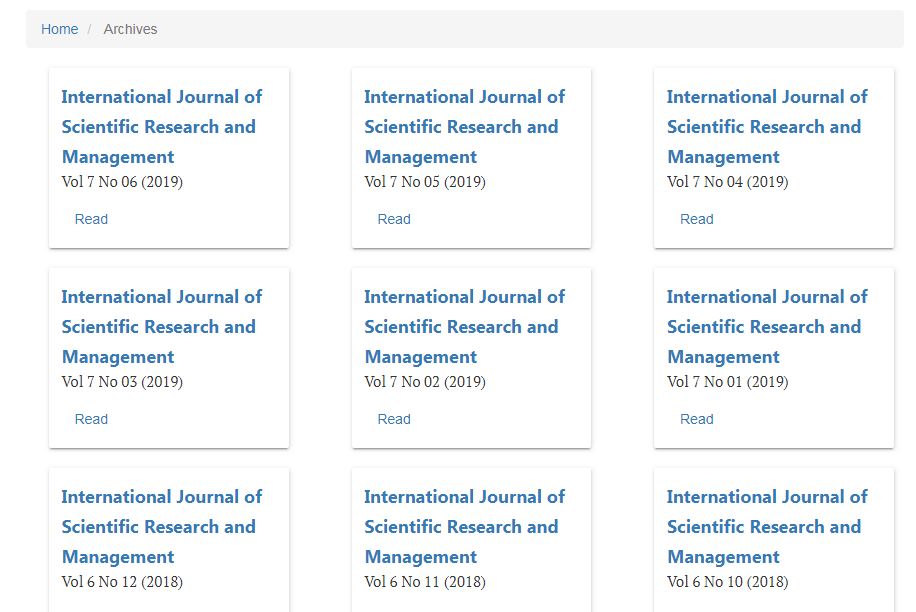 Home / Archives
International Journal of
Scientific Research and
Management
Vol 7 No 06 (2019)
Read
International Journal of
Scientific Research and
Management
Vol 7 No 05 (2019)
Read
International Journal of
Scientific Research and
Management
Vol 7 No 04 (2019)
Read
International Journal of
Scientific Research and
Management
Vol 7 No 03 (2019)
Read
International Journal of
Scientific Research and
Management
Vol 7 No 02 (2019)
Read
International Journal of
Scientific Research and
Management
Vol 7 No 01 (2019)
Read
International Journal of
Scientific Research and
Management
Vol 6 No 12 (2018)
International Journal of
Scientific Research and
Management
Vol 6 No 11 (2018)
International Journal of
Scientific Research and
Management
Vol 6 No 10 (2018)